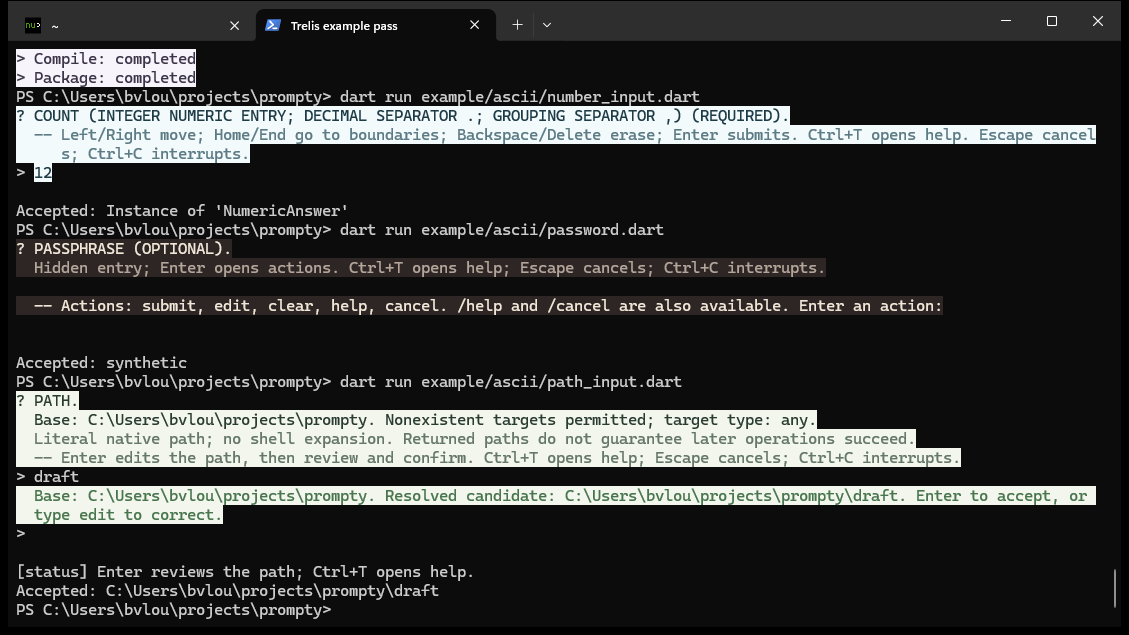 nu> ~
Trelis example pass
> Compile: completed
> Package: completed
PS C:\Users\bvlou\projects\prompty> dart run example/ascii/number_input.dart
? COUNT (INTEGER NUMERIC ENTRY; DECIMAL SEPARATOR .; GROUPING SEPARATOR ,) (REQUIRED).
-- Left/Right move; Home/End go to boundaries; Backspace/Delete erase; Enter submits. Ctrl+T opens help. Escape cancel
s; Ctrl+C interrupts.
> 12
Accepted: Instance of 'NumericAnswer'
PS C:\Users\bvlou\projects\prompty> dart run example/ascii/password.dart
? PASSPHRASE (OPTIONAL).
Hidden entry; Enter opens actions. Ctrl+T opens help; Escape cancels; Ctrl+C interrupts.
-- Actions: submit, edit, clear, help, cancel. /help and /cancel are also available. Enter an action:
Accepted: synthetic
PS C:\Users\bvlou\projects\prompty> dart run example/ascii/path_input.dart
? PATH.
Base: C:\Users\bvlou\projects\prompty. Nonexistent targets permitted; target type: any.
Literal native path; no shell expansion. Returned paths do not guarantee later operations succeed.
-- Enter edits the path, then review and confirm. Ctrl+T opens help; Escape cancels; Ctrl+C interrupts.
> draft
Base: C:\Users\bvlou\projects\prompty. Resolved candidate: C:\Users\bvlou\projects\prompty\draft. Enter to accept, or
type edit to correct.
>
[status] Enter reviews the path; Ctrl+T opens help.
Accepted: C:\Users\bvlou\projects\prompty\draft
PS C:\Users\bvlou\projects\prompty>